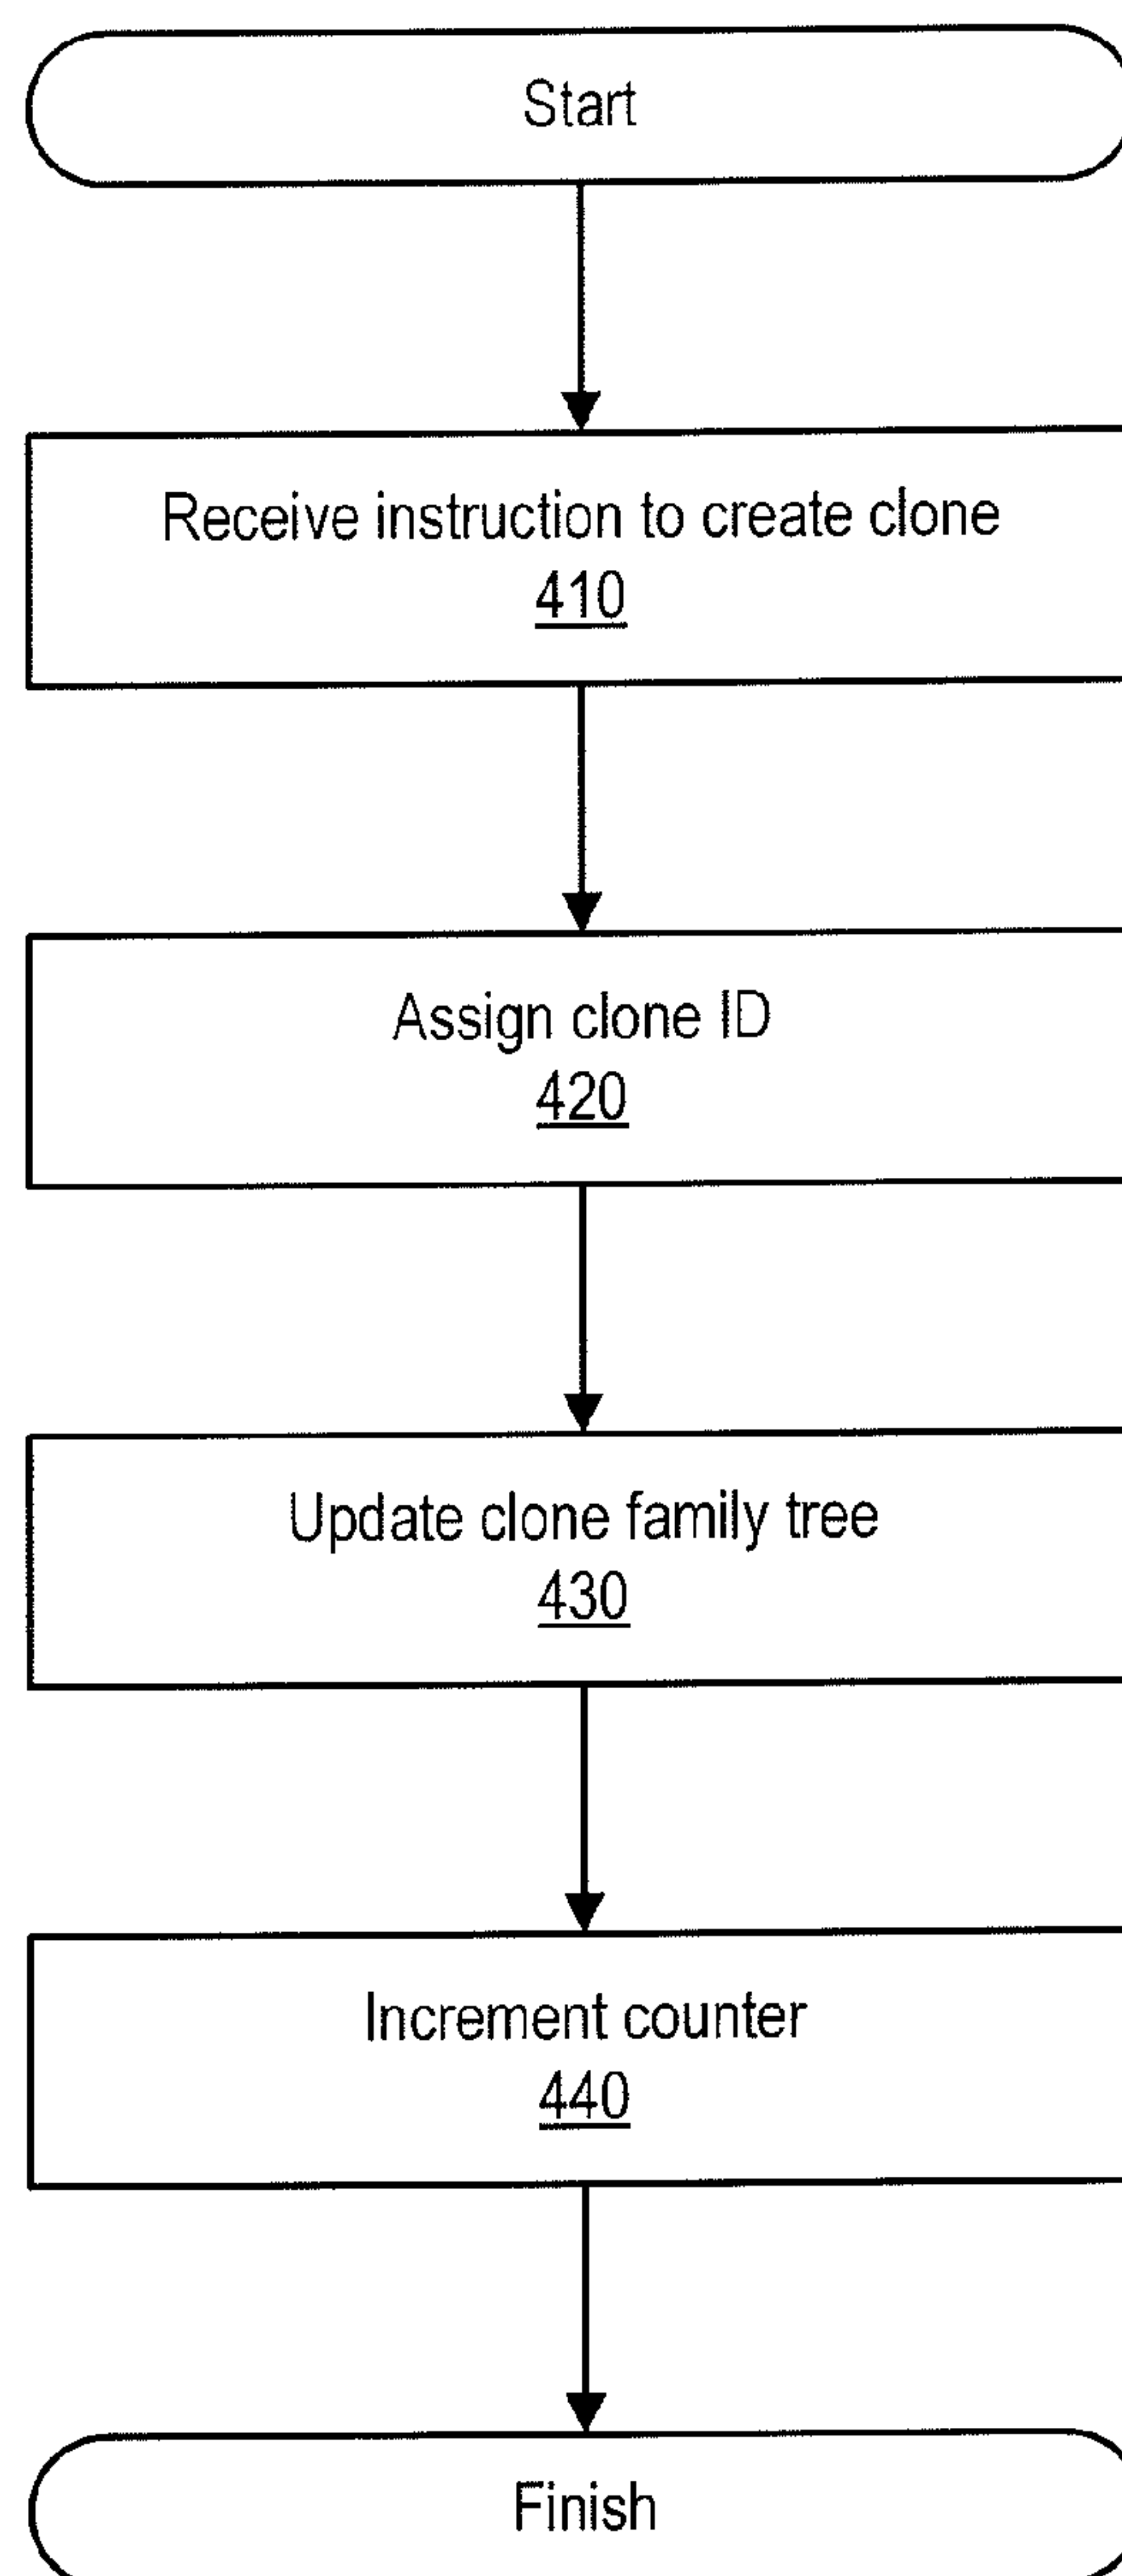 Start
Receive instruction to create clone
410
Assign clone ID
420
Update clone family tree
430
Increment counter
440
Finish